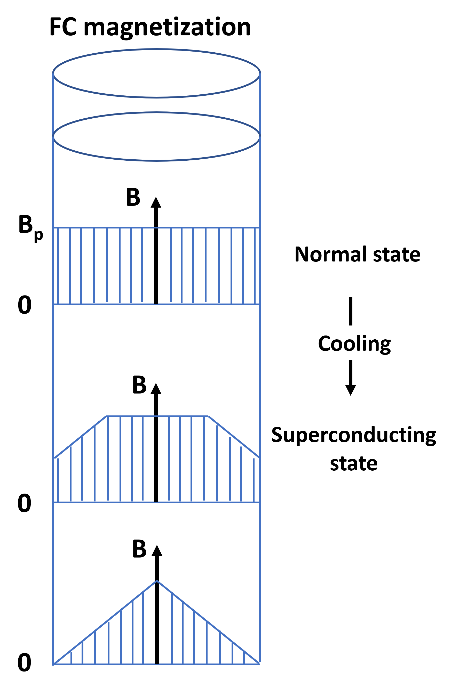 FC magnetization
B
Bp
Normal state
0
Cooling
B
Superconducting
state
0
B
0